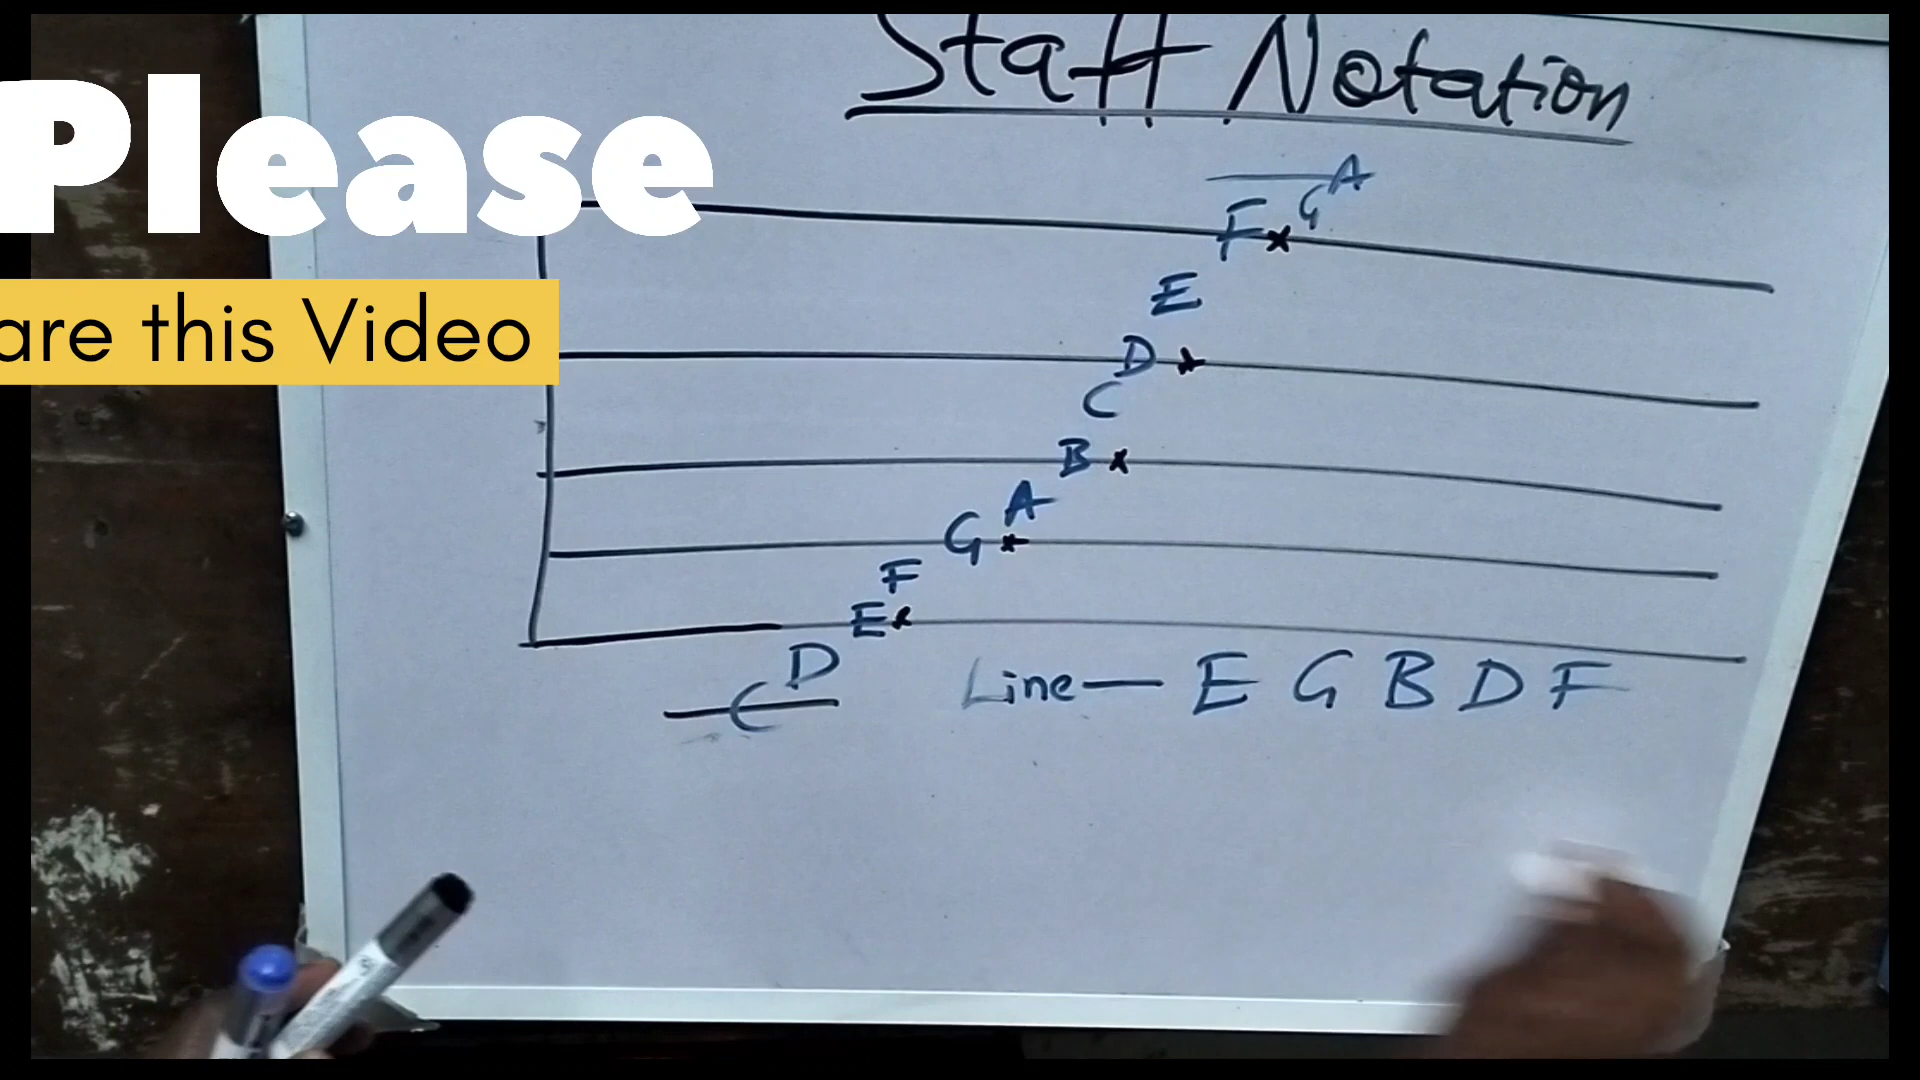 Staff Notation
Please
are this Video
A
G
F
E
D
C
B
A
G
F
E
D
C
Line — E G B D F